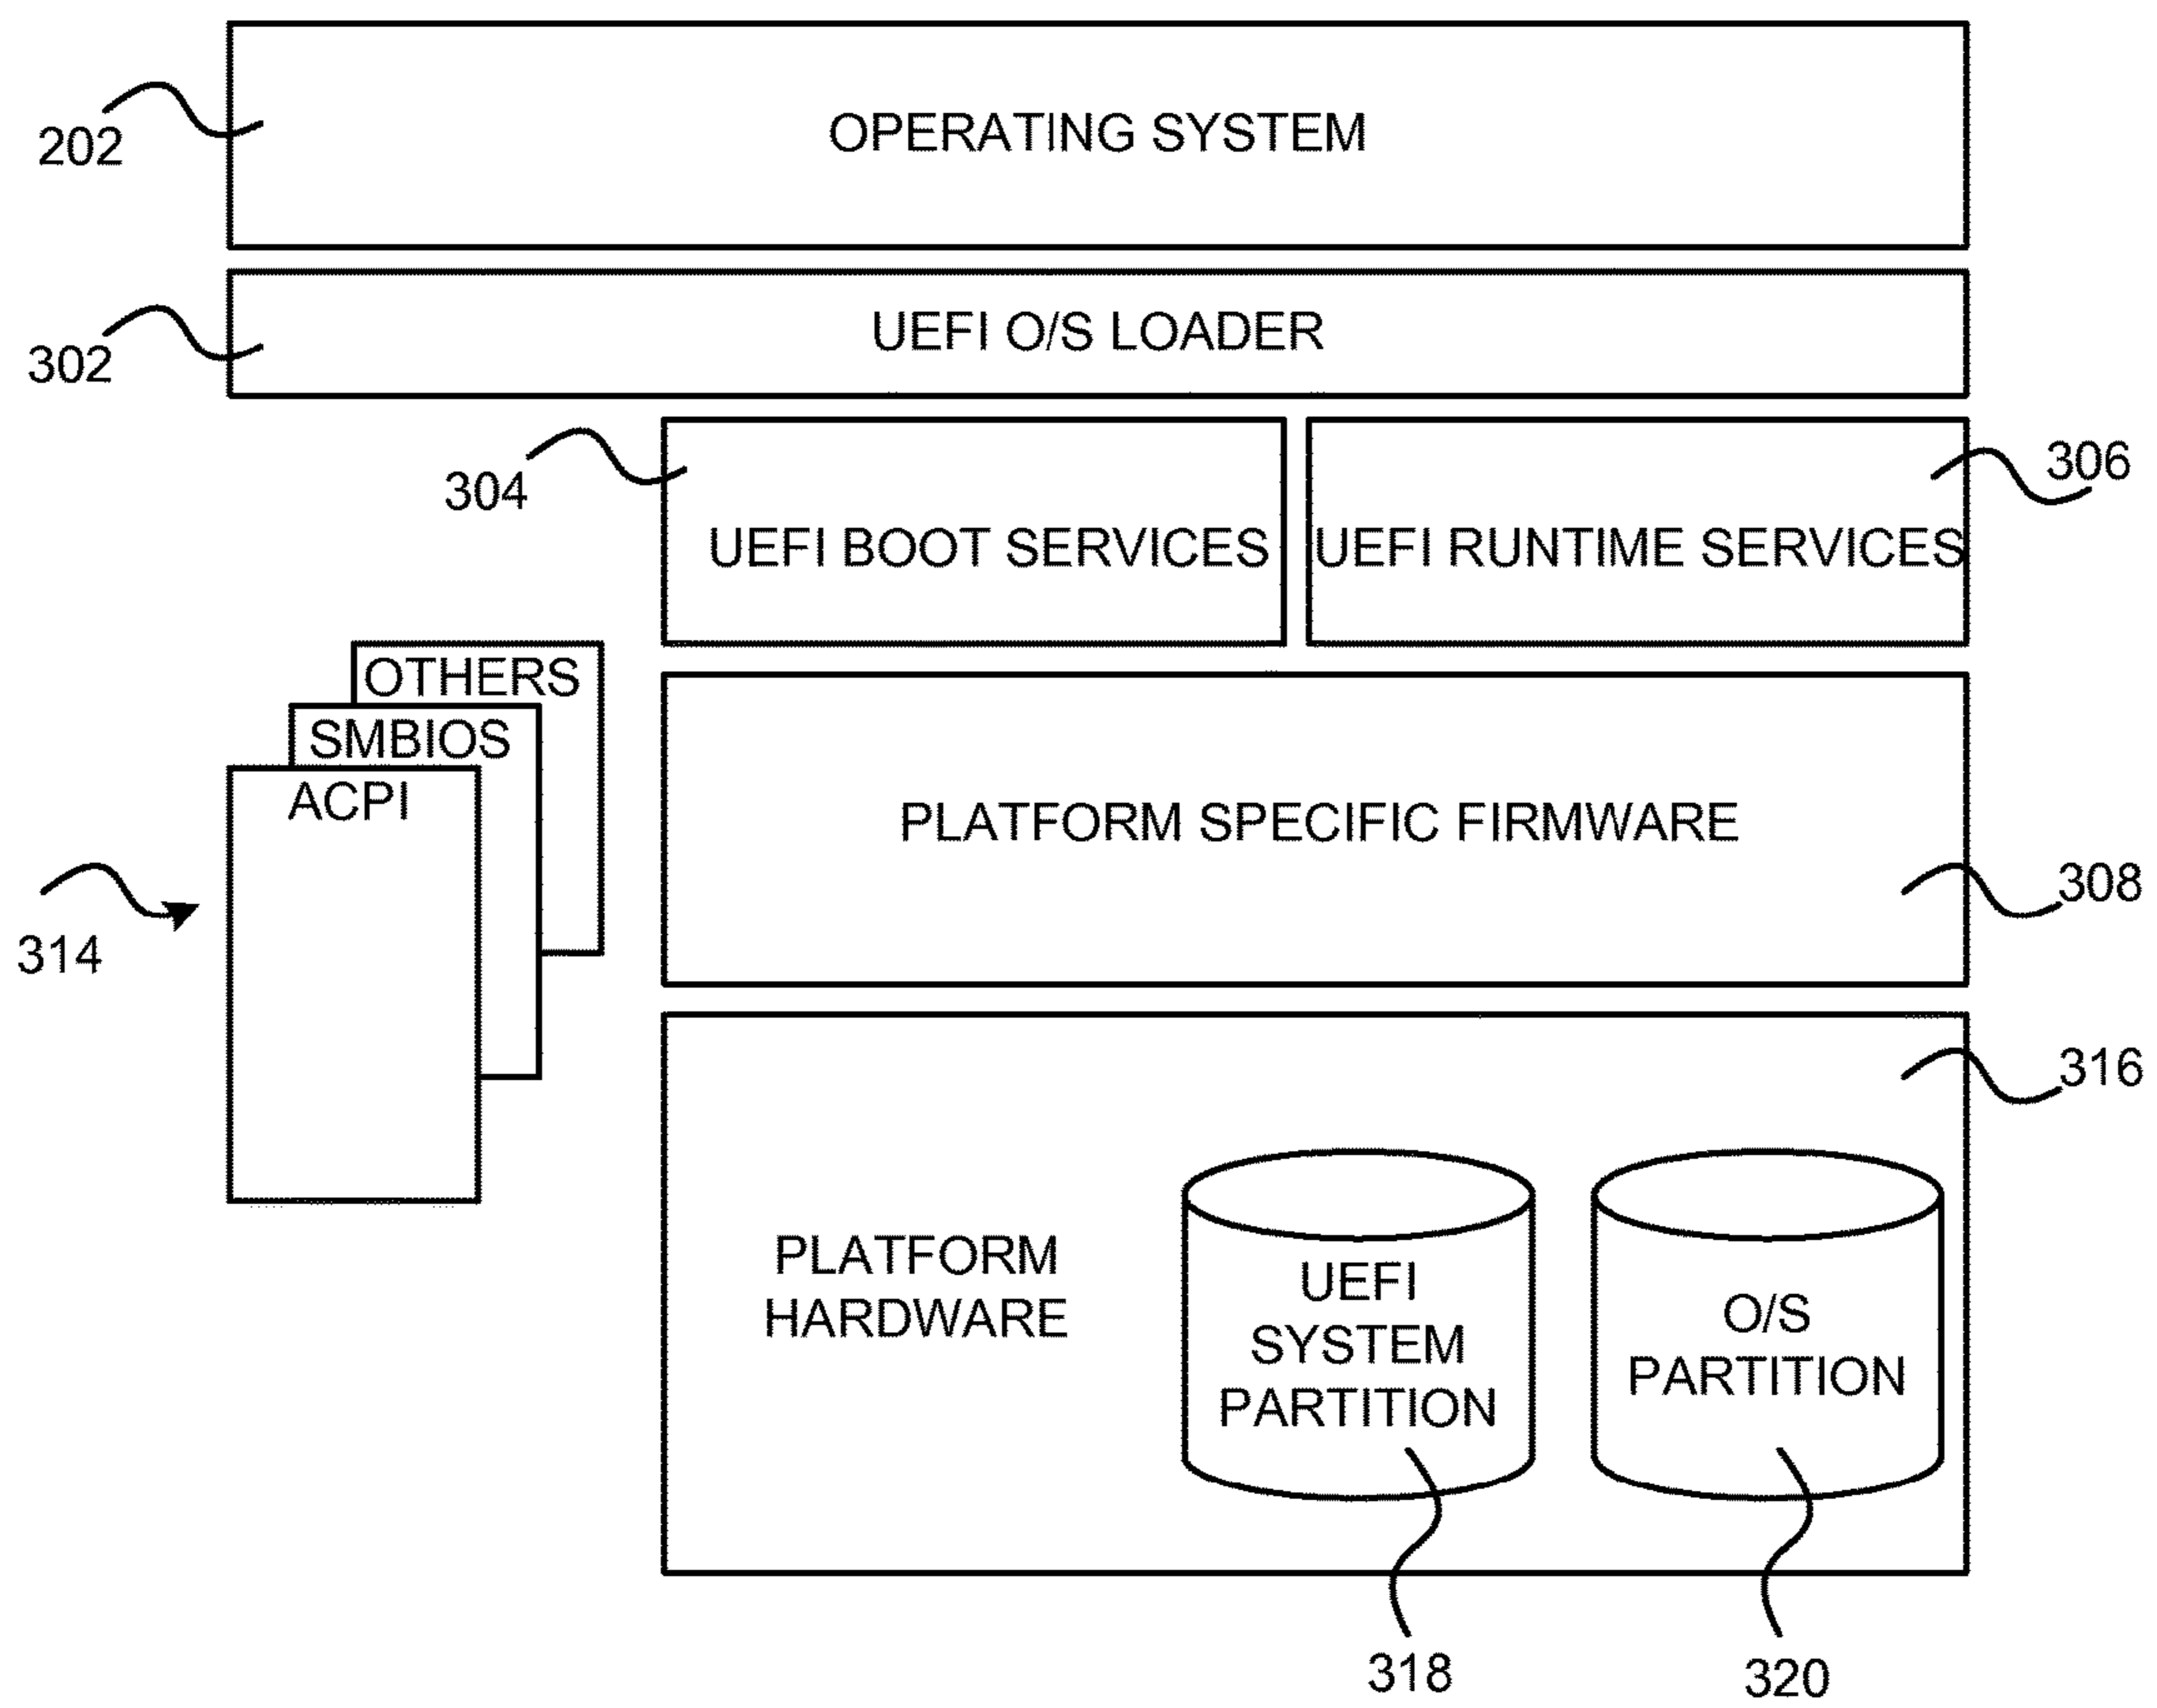 OPERATING SYSTEM
202
UEFI O/S LOADER
302
304
306
UEFI BOOT SERVICES
UEFI RUNTIME SERVICES
OTHERS
SMBIOS
ACPI
PLATFORM SPECIFIC FIRMWARE
308
314
316
PLATFORM
HARDWARE
UEFI
SYSTEM
PARTITION
O/S
PARTITION
318
320